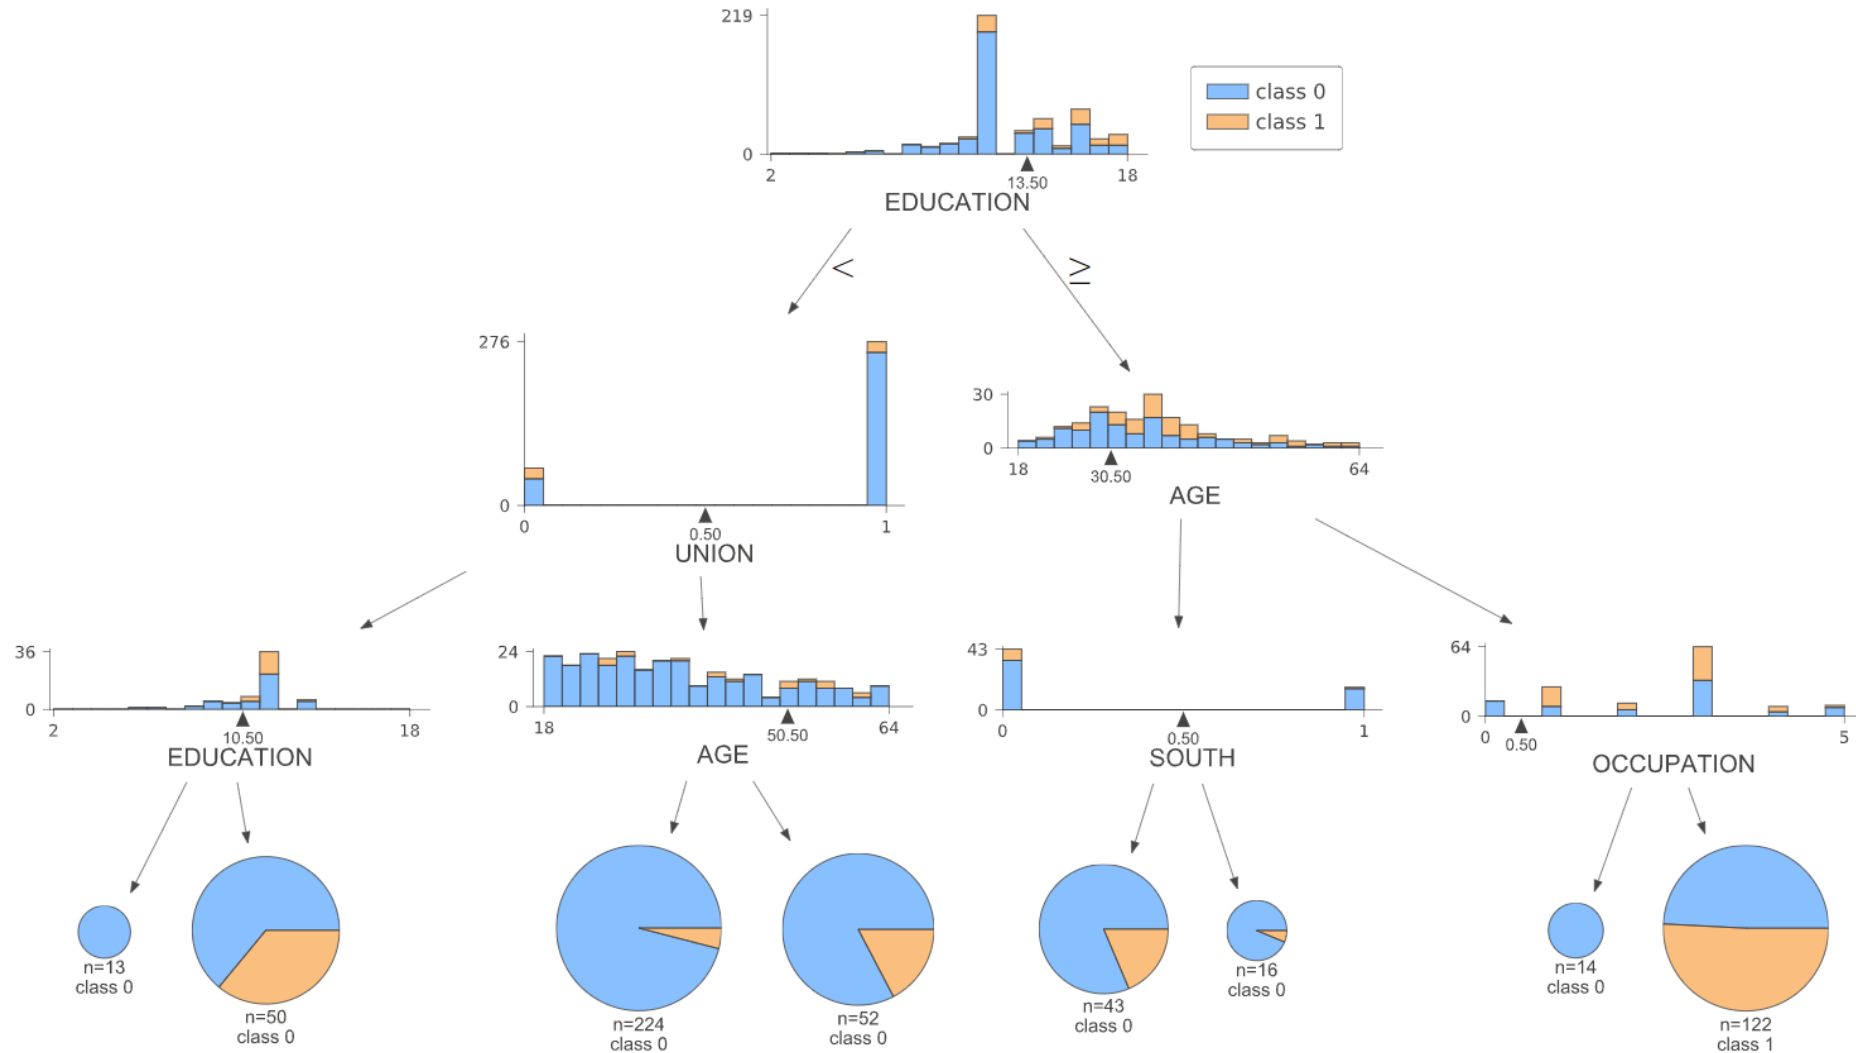 219
0
2
13.50
18
EDUCATION
class 0
class 1
<
≥
276
0
0
0.50
1
UNION
30
0
18
30.50
64
AGE
36
0
2
10.50
18
EDUCATION
24
0
18
50.50
64
AGE
43
0
0
0.50
1
SOUTH
64
0
0
0.50
5
OCCUPATION
n=13
class 0
n=50
class 0
n=224
class 0
n=52
class 0
n=43
class 0
n=16
class 0
n=14
class 0
n=122
class 1